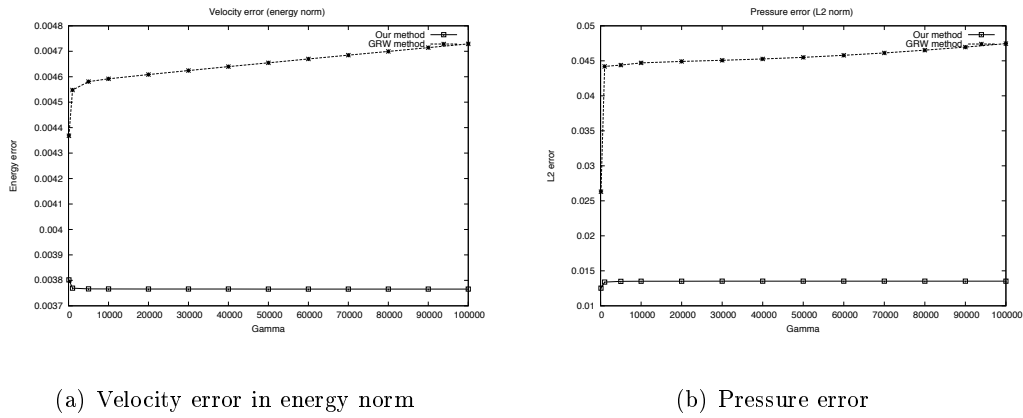 Velocity error (energy norm)
Our method
GRW method
0.0048
0.0047
0.0046
0.0045
0.0044
0.0043
0.0042
0.0041
0.004
0.0039
0.0038
0.0037
Energy error
0 10000 20000 30000 40000 50000 60000 70000 80000 90000 100000
Gamma
(a) Velocity error in energy norm
Pressure error (L2 norm)
Our method
GRW method
0.05
0.045
0.04
0.035
0.03
0.025
0.02
0.015
0.01
L2 error
0 10000 20000 30000 40000 50000 60000 70000 80000 90000 100000
Gamma
(b) Pressure error